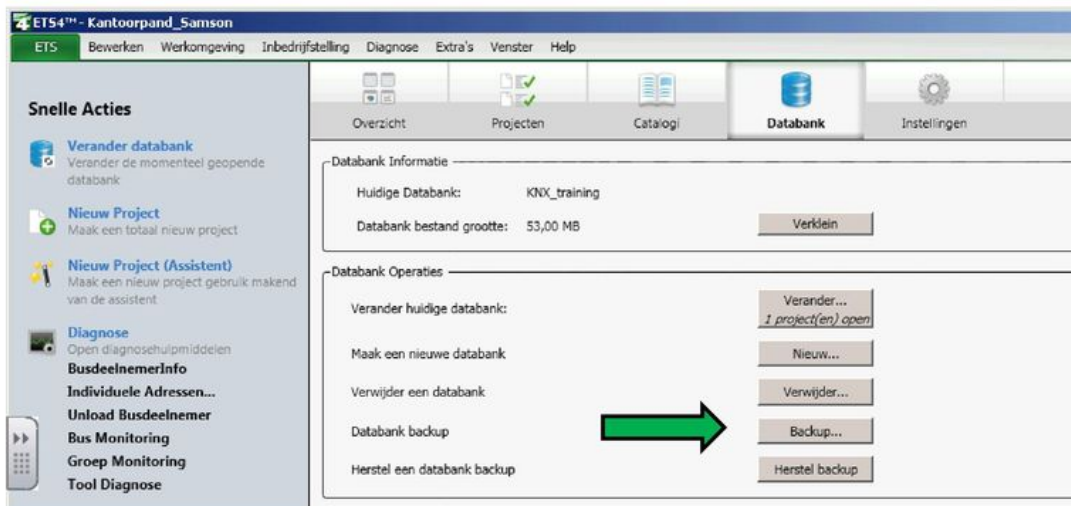 ETS4™ - Kantoorpand_Samson
ETS Bewerken Werkomgeving Inbedrijfstelling Diagnose Extra's Venster Help
Overzicht Projecten Catalogi Databank Instellingen
Snelle Acties
Verander databank
Verander de momenteel geopende
databank
Nieuw Project
Maak een totaal nieuw project
Nieuw Project (Assistent)
Maak een nieuw project gebruik makend
van de assistent
Diagnose
Open diagnosehulpmiddelen
BusdeelnemerInfo
Individuele Adressen...
Unload Busdeelnemer
Bus Monitoring
Groep Monitoring
Tool Diagnose
Databank Informatie
Huidige Databank: KNX_training
Databank bestand grootte: 53,00 MB Verklein
Databank Operaties
Verander huidige databank: Verander...
1 project(en) open
Maak een nieuwe databank Nieuw...
Verwijder een databank Verwijder...
Databank backup Backup...
Herstel een databank backup Herstel backup